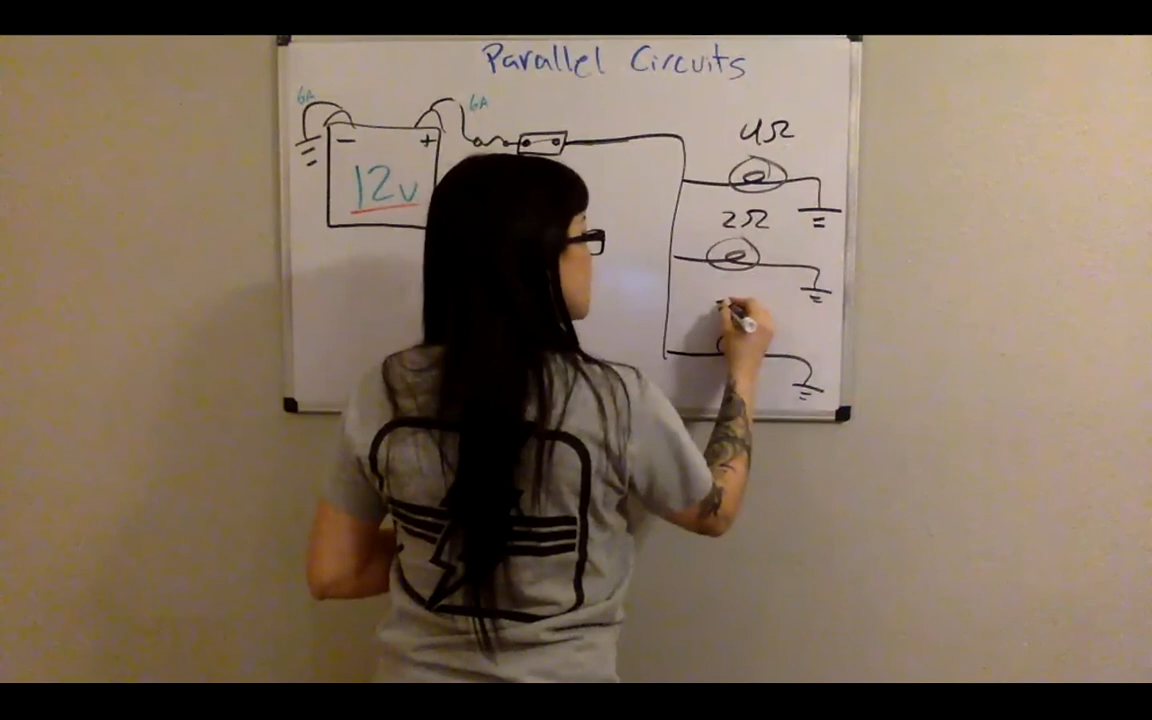 Parallel Circuits
6A
6A
4Ω
- +
12v
2Ω